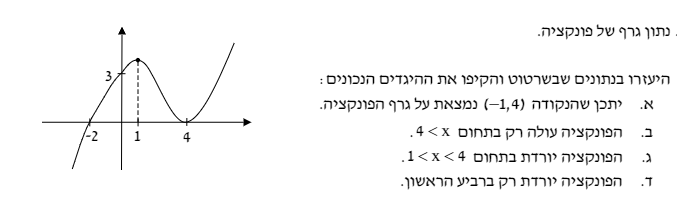 נתון גרף של פונקציה.
היעזרו בנתונים שבשרטוט והקיפו את ההיגדים הנכונים:
א. יתכן שהנקודה (−1,4) נמצאת על גרף הפונקציה.
ב. הפונקציה עולה רק בתחום 4 < x.
ג. הפונקציה יורדת בתחום 1 < x < 4.
ד. הפונקציה יורדת רק ברביע הראשון.
3
-2 1 4